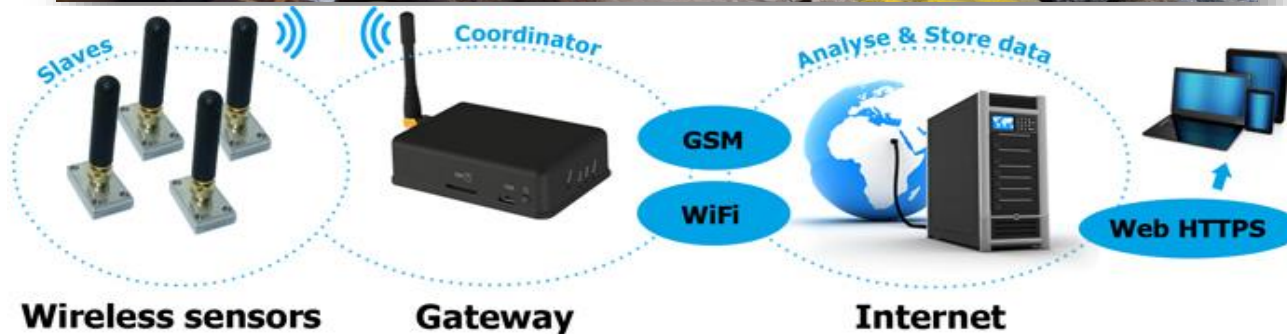 Slaves
Coordinator
Analyse & Store data
GSM
WiFi
Web HTTPS
Wireless sensors
Gateway
Internet